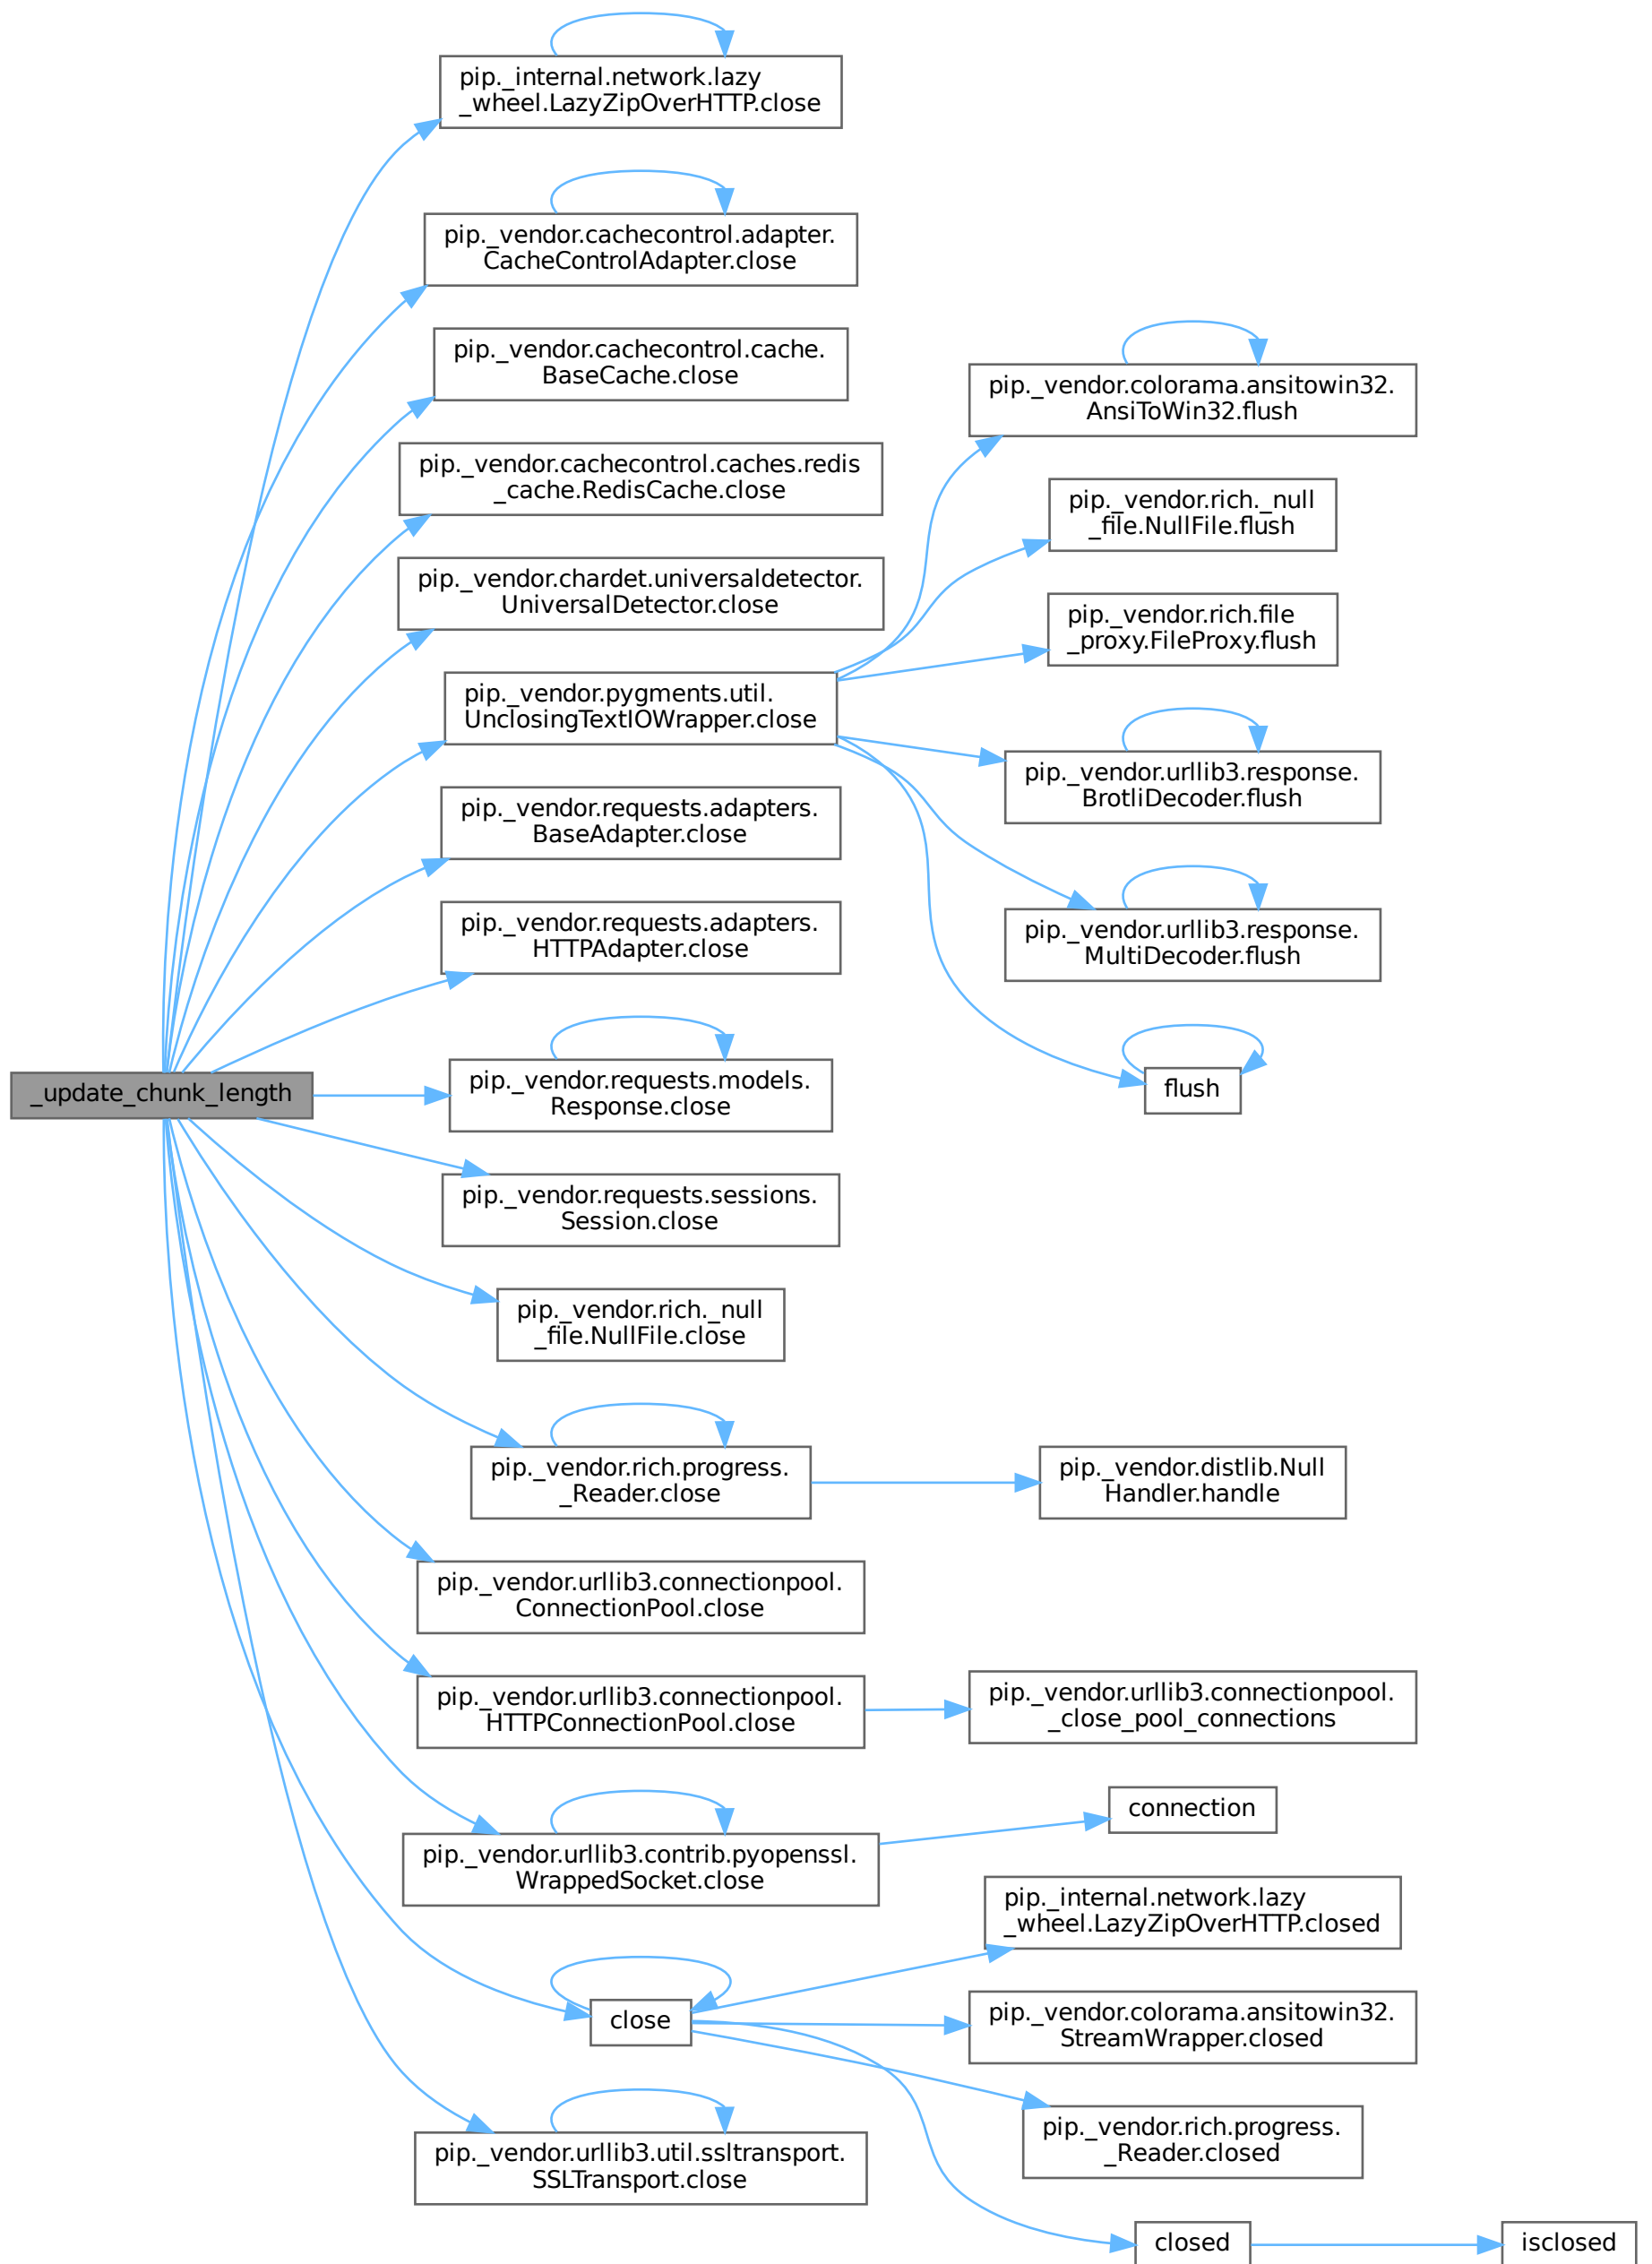 pip._internal.network.lazy
_wheel.LazyZipOverHTTP.close
pip._vendor.cachecontrol.adapter.
CacheControlAdapter.close
pip._vendor.cachecontrol.cache.
BaseCache.close
pip._vendor.cachecontrol.caches.redis
_cache.RedisCache.close
pip._vendor.chardet.universaldetector.
UniversalDetector.close
pip._vendor.pygments.util.
UnclosingTextIOWrapper.close
pip._vendor.requests.adapters.
BaseAdapter.close
pip._vendor.requests.adapters.
HTTPAdapter.close
_update_chunk_length
pip._vendor.requests.models.
Response.close
pip._vendor.requests.sessions.
Session.close
pip._vendor.rich._null
_file.NullFile.close
pip._vendor.rich.progress.
_Reader.close
pip._vendor.urllib3.connectionpool.
ConnectionPool.close
pip._vendor.urllib3.connectionpool.
HTTPConnectionPool.close
pip._vendor.urllib3.contrib.pyopenssl.
WrappedSocket.close
close
pip._vendor.urllib3.util.ssltransport.
SSLTransport.close
pip._vendor.colorama.ansitowin32.
AnsiToWin32.flush
pip._vendor.rich._null
_file.NullFile.flush
pip._vendor.rich.file
_proxy.FileProxy.flush
pip._vendor.urllib3.response.
BrotliDecoder.flush
pip._vendor.urllib3.response.
MultiDecoder.flush
flush
pip._vendor.distlib.Null
Handler.handle
pip._vendor.urllib3.connectionpool.
_close_pool_connections
connection
pip._internal.network.lazy
_wheel.LazyZipOverHTTP.closed
pip._vendor.colorama.ansitowin32.
StreamWrapper.closed
pip._vendor.rich.progress.
_Reader.closed
closed
isclosed